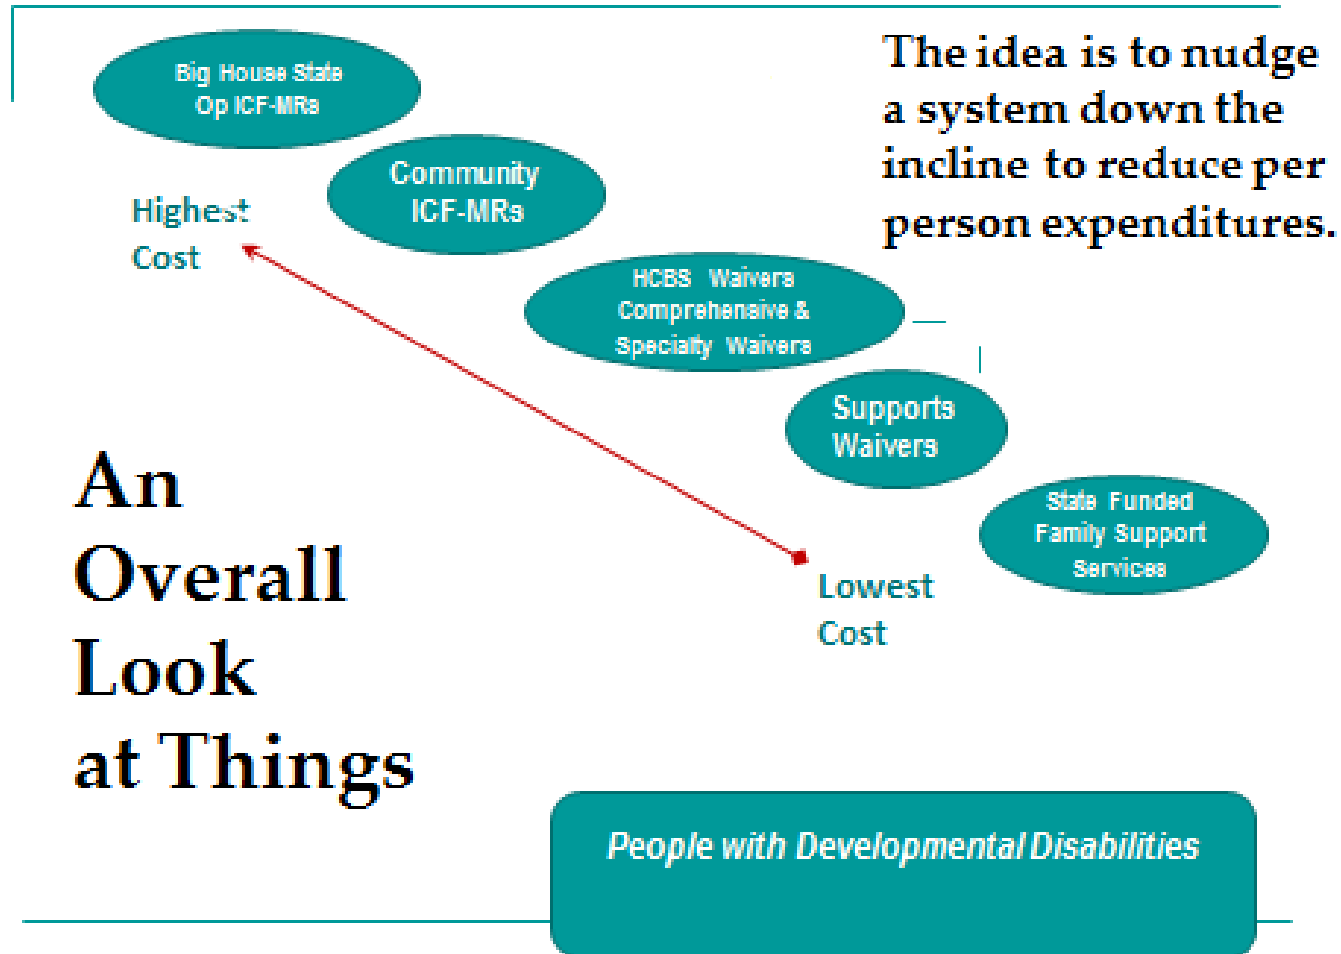 Big House State
Op ICF-MRs
The idea is to nudge
a system down the
incline to reduce per
person expenditures.
Community
ICF-MRs
Highest
Cost
HCBS Waivers
Comprehensive &
Specialty Waivers
Supports
Waivers
State Funded
Family Support
Services
Lowest
Cost
An
Overall
Look
at Things
People with Developmental Disabilities